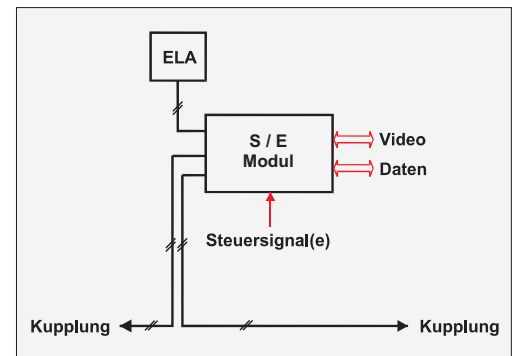 ELA
S / E
Modul
Video
Daten
Steuersignal(e)
Kupplung
Kupplung